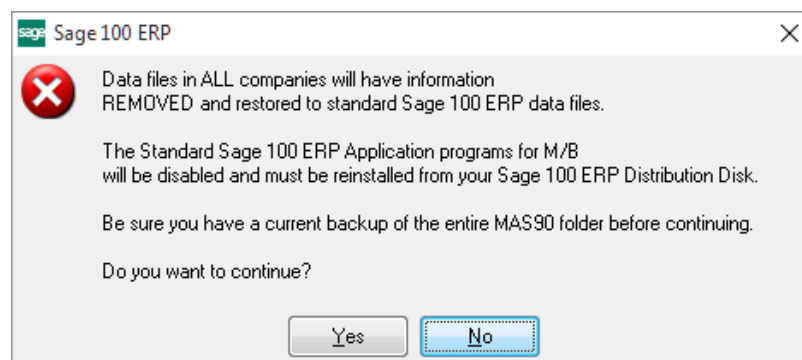 sage Sage 100 ERP
Data files in ALL companies will have information
REMOVED and restored to standard Sage 100 ERP data files.
The Standard Sage 100 ERP Application programs for M/B
will be disabled and must be reinstalled from your Sage 100 ERP Distribution Disk.
Be sure you have a current backup of the entire MAS90 folder before continuing.
Do you want to continue?
Yes No